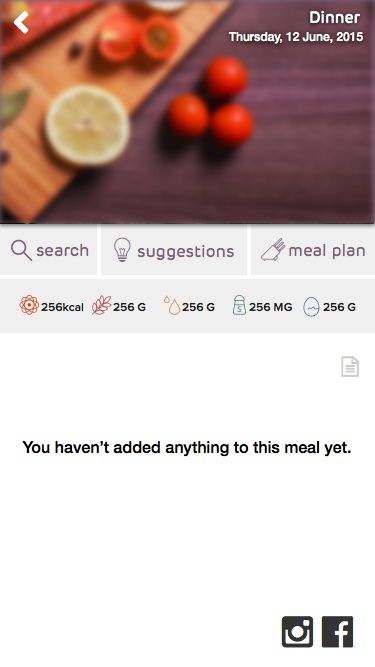 Dinner
Thursday, 12 June, 2015
search
suggestions
meal plan
256kcal
256 G
256 G
S
256 MG
256 G
You haven't added anything to this meal yet.